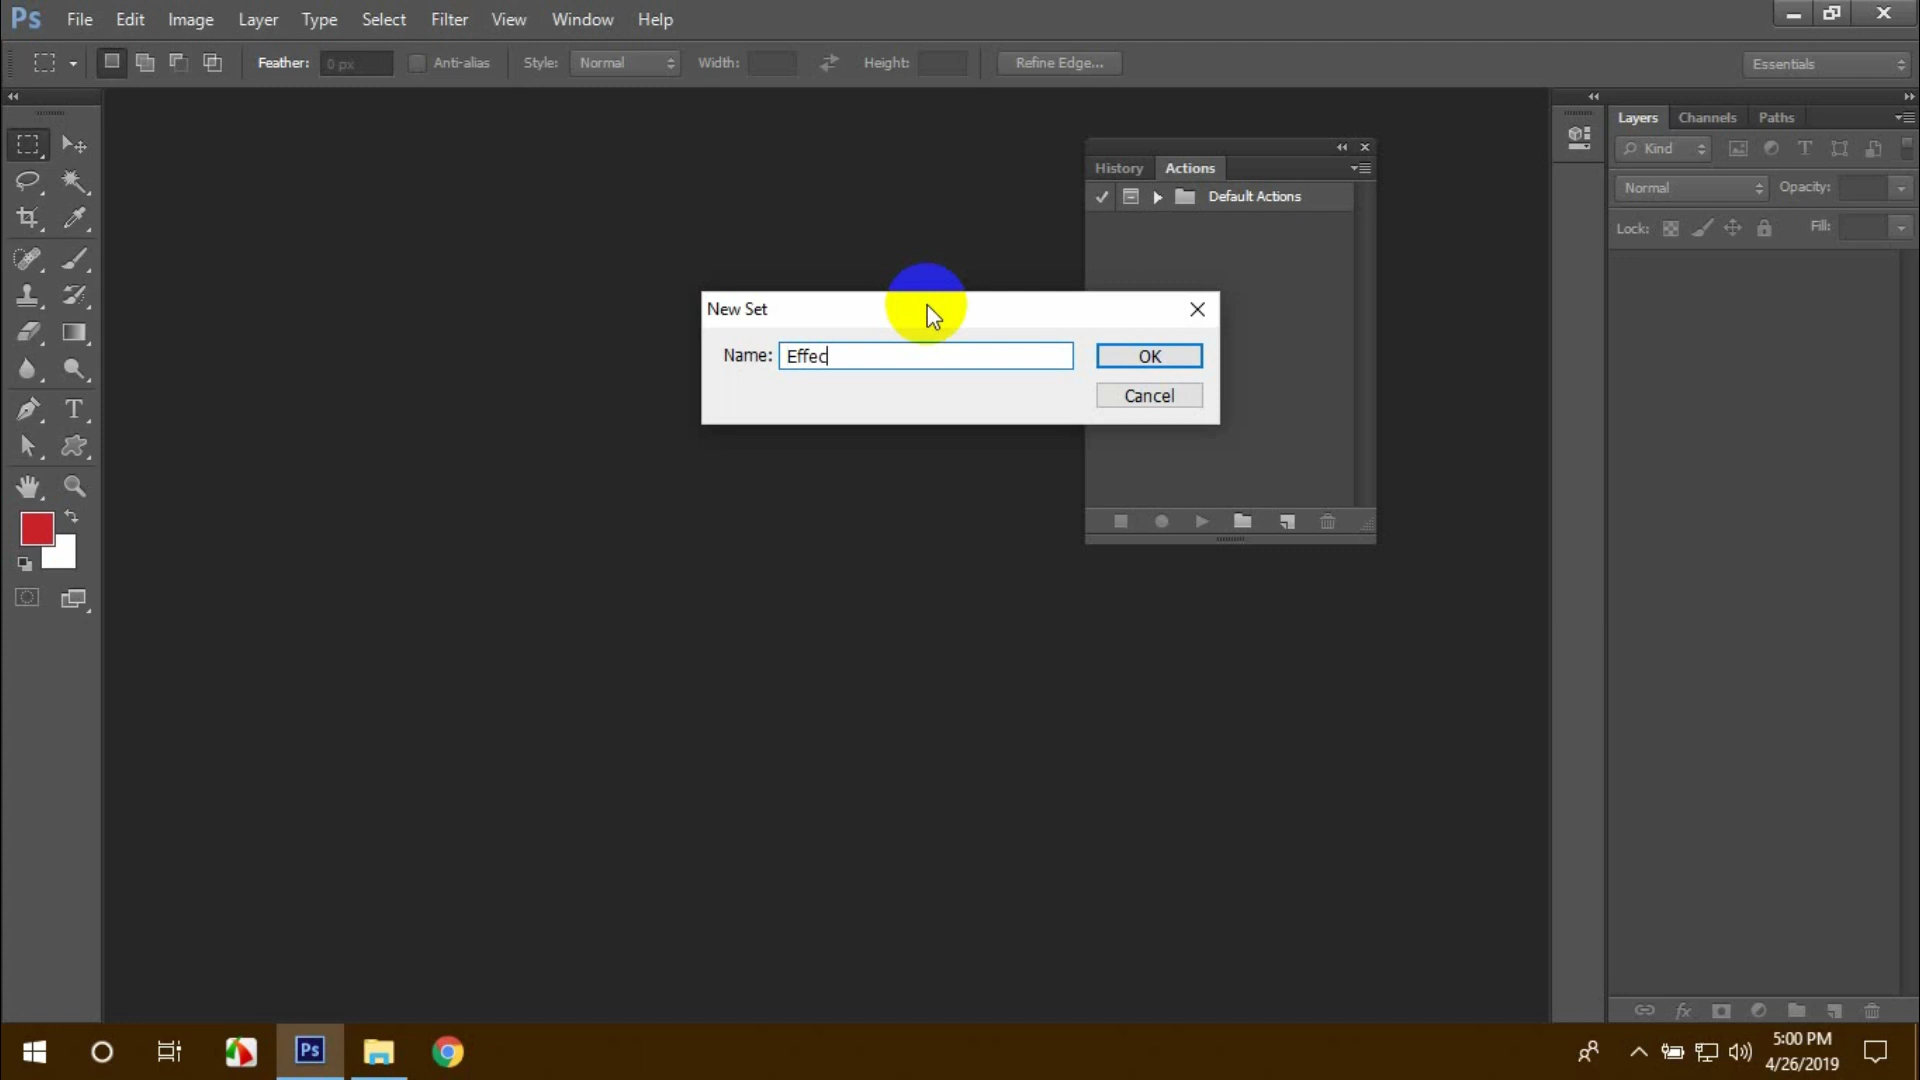 Ps File Edit Image Layer Type Select Filter View Window Help
Feather: 0 px Anti-alias Style: Normal Width: Height: Refine Edge... Essentials
Layers Channels Paths
Kind
Normal Opacity:
Lock: Fill:
History Actions
Default Actions
New Set
Name: Effec OK
Cancel
Ps
5:00 PM
4/26/2019